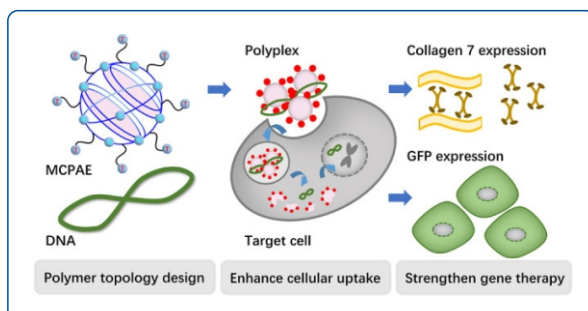 Polyplex
Collagen 7 expression
MCPAE
GFP expression
DNA
Target cell
Polymer topology design
Enhance cellular uptake
Strengthen gene therapy